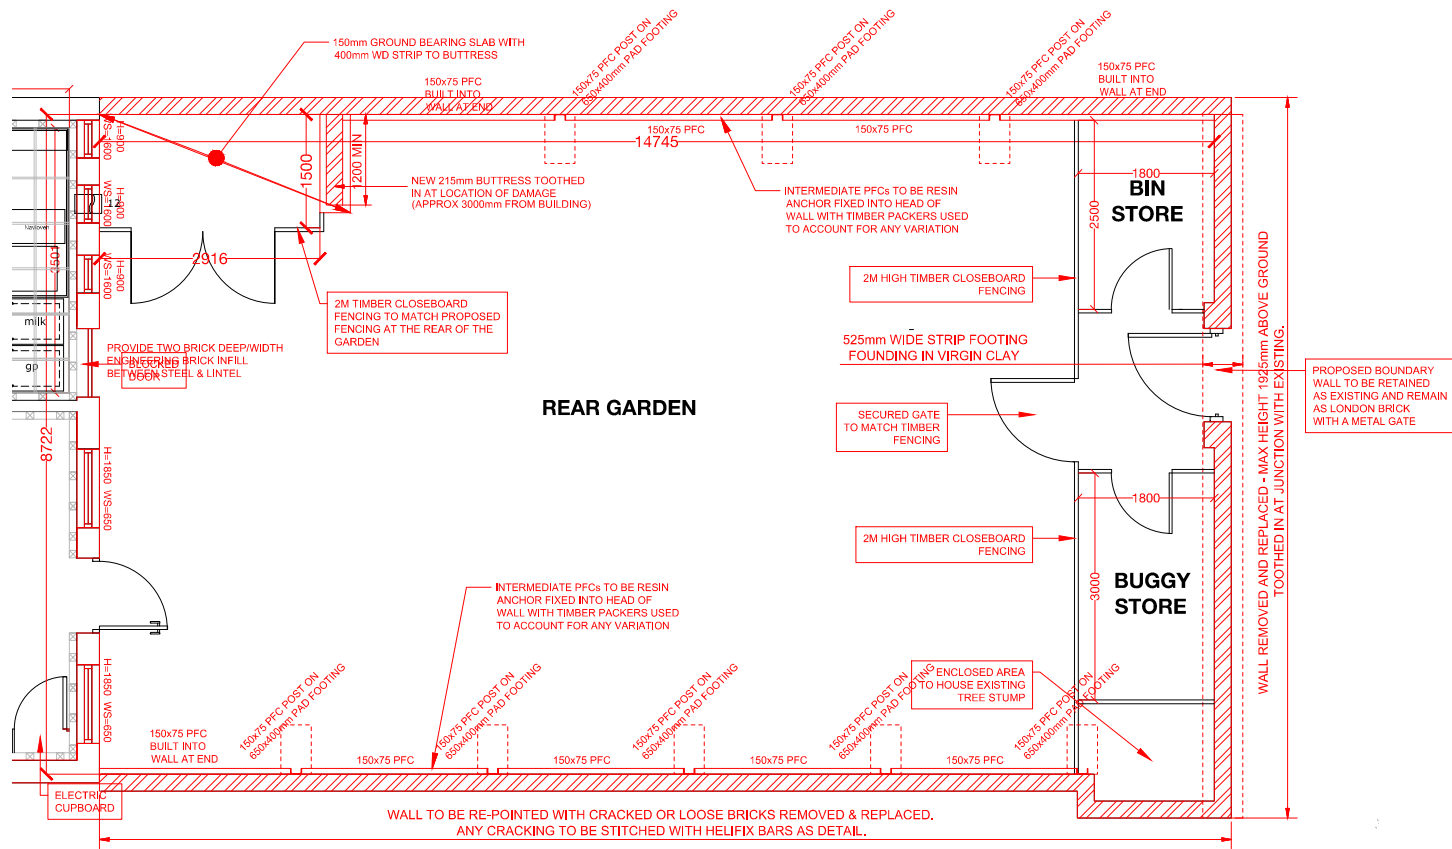 150mm GROUND BEARING SLAB WITH
400mm WD STRIP TO BUTTRESS
150x75 PFC
BUILT INTO
WALL AT END
150x75 PFC POST ON
650x400mm PAD FOOTING
150x75 PFC POST ON
650x400mm PAD FOOTING
150x75 PFC POST ON
650x400mm PAD FOOTING
150x75 PFC
BUILT INTO
WALL AT END
150x75 PFC
150x75 PFC
14745
H=900
WS=1600
H=900
WS=1600
H=900
WS=1600
12
1500
1200 MIN
NEW 215mm BUTTRESS TOOTHED
IN AT LOCATION OF DAMAGE
(APPROX 3000mm FROM BUILDING)
INTERMEDIATE PFCs TO BE RESIN
ANCHOR FIXED INTO HEAD OF
WALL WITH TIMBER PACKERS USED
TO ACCOUNT FOR ANY VARIATION
1800
BIN
STORE
2500
2916
3501
2M HIGH TIMBER CLOSEBOARD
FENCING
2M TIMBER CLOSEBOARD
FENCING TO MATCH PROPOSED
FENCING AT THE REAR OF THE
GARDEN
milk
gp
PROVIDE TWO BRICK DEEP/WIDTH
ENGINEERING BRICK INFILL
BETWEEN STEEL & LINTEL
BLOCKED
DOOR
525mm WIDE STRIP FOOTING
FOUNDING IN VIRGIN CLAY
PROPOSED BOUNDARY
WALL TO BE RETAINED
AS EXISTING AND REMAIN
AS LONDON BRICK
WITH A METAL GATE
REAR GARDEN
SECURED GATE
TO MATCH TIMBER
FENCING
WALL REMOVED AND REPLACED - MAX HEIGHT 1925mm ABOVE GROUND
TOOTHED IN AT JUNCTION WITH EXISTING.
8722
H=1850 WS=650
1800
2M HIGH TIMBER CLOSEBOARD
FENCING
3000
BUGGY
STORE
INTERMEDIATE PFCs TO BE RESIN
ANCHOR FIXED INTO HEAD OF
WALL WITH TIMBER PACKERS USED
TO ACCOUNT FOR ANY VARIATION
H=1850 WS=650
ENCLOSED AREA
TO HOUSE EXISTING
TREE STUMP
150x75 PFC
BUILT INTO
WALL AT END
150x75 PFC POST ON
650x400mm PAD FOOTING
150x75 PFC POST ON
650x400mm PAD FOOTING
150x75 PFC POST ON
650x400mm PAD FOOTING
150x75 PFC POST ON
650x400mm PAD FOOTING
150x75 PFC POST ON
650x400mm PAD FOOTING
150x75 PFC
150x75 PFC
150x75 PFC
150x75 PFC
ELECTRIC
CUPBOARD
WALL TO BE RE-POINTED WITH CRACKED OR LOOSE BRICKS REMOVED & REPLACED.
ANY CRACKING TO BE STITCHED WITH HELIFIX BARS AS DETAIL.